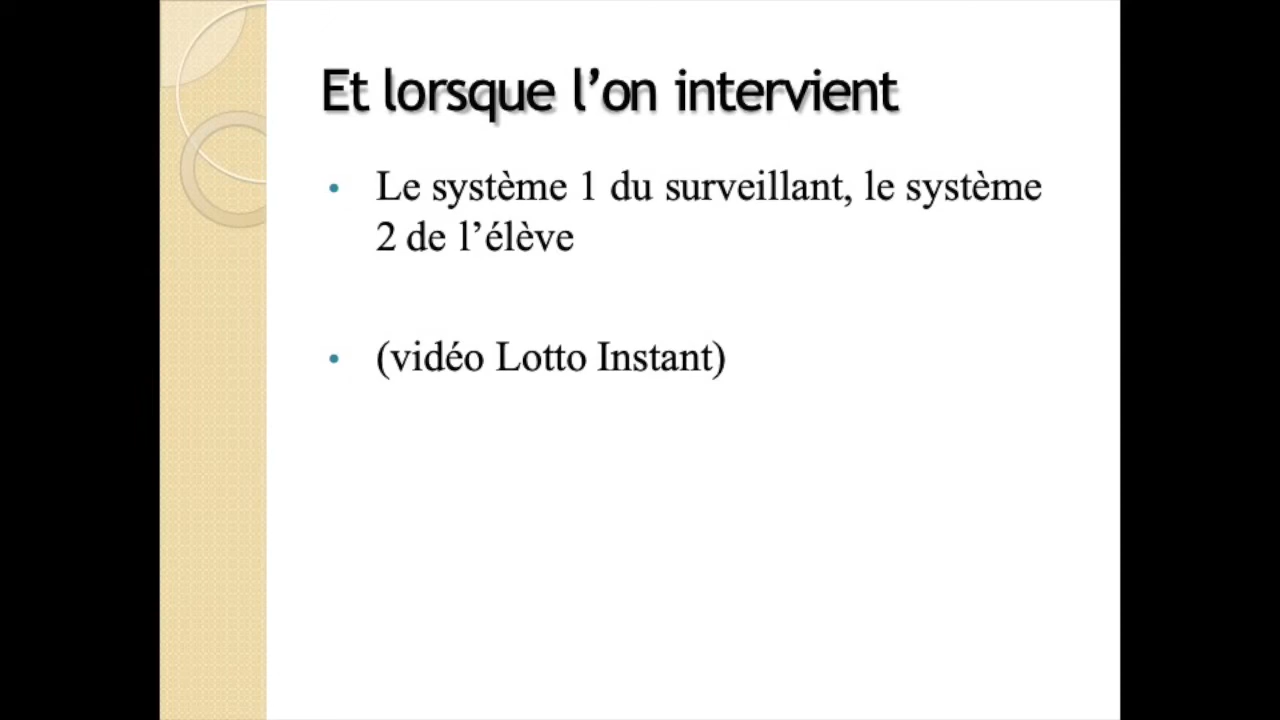 Et lorsque l’on intervient
• Le système 1 du surveillant, le système
2 de l’élève
• (vidéo Lotto Instant)